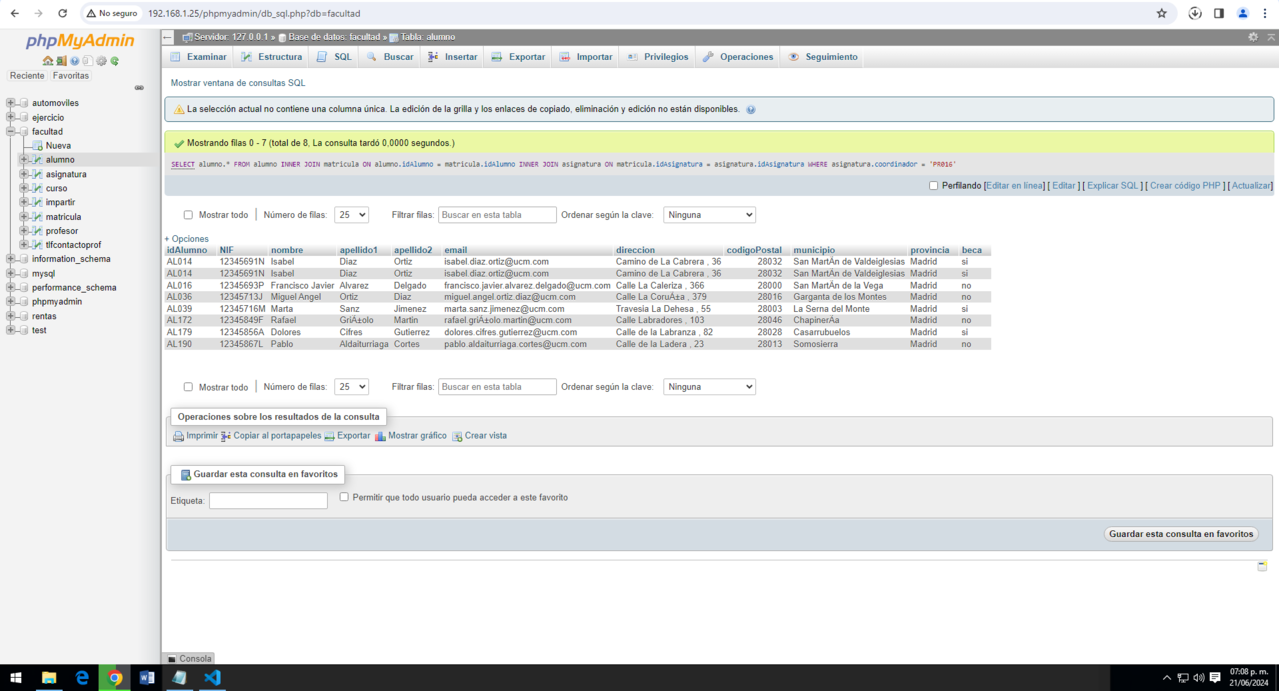 No seguro 192.168.1.25/phpmyadmin/db_sql.php?db=facultad
phpMyAdmin
Reciente Favoritas
automoviles
ejercicio
facultad
Nueva
alumno
asignatura
curso
impartir
matricula
profesor
tlfcontactoprof
information_schema
mysql
performance_schema
phpmyadmin
rentas
test
Servidor: 127.0.0.1 » Base de datos: facultad » Tabla: alumno
Examinar Estructura SQL Buscar Insertar Exportar Importar Privilegios Operaciones Seguimiento
Mostrar ventana de consultas SQL
La selección actual no contiene una columna única. La edición de la grilla y los enlaces de copiado, eliminación y edición no están disponibles.
Mostrando filas 0 - 7 (total de 8, La consulta tardó 0,0000 segundos.)
SELECT alumno.* FROM alumno INNER JOIN matricula ON alumno.idAlumno = matricula.idAlumno INNER JOIN asignatura ON matricula.idAsignatura = asignatura.idAsignatura WHERE asignatura.coordinador = 'PR016'
Perfilando [Editar en línea] [ Editar ] [ Explicar SQL ] [ Crear código PHP ] [ Actualizar]
Mostrar todo | Número de filas: 25 Filtrar filas: Buscar en esta tabla Ordenar según la clave: Ninguna
+ Opciones
idAlumno NIF nombre apellido1 apellido2 email direccion codigoPostal municipio provincia beca
AL014 12345691N Isabel Diaz Ortiz isabel.diaz.ortiz@ucm.com Camino de La Cabrera , 36 28032 San MartÃn de Valdeiglesias Madrid si
AL014 12345691N Isabel Diaz Ortiz isabel.diaz.ortiz@ucm.com Camino de La Cabrera , 36 28032 San MartÃn de Valdeiglesias Madrid si
AL016 12345693P Francisco Javier Alvarez Delgado francisco.javier.alvarez.delgado@ucm.com Calle La Caleriza , 366 28000 San MartÃn de la Vega Madrid no
AL036 12345713J Miguel Angel Ortiz Diaz miguel.angel.ortiz.diaz@ucm.com Calle La CoruÃ±a , 379 28016 Garganta de los Montes Madrid no
AL039 12345716M Marta Sanz Jimenez marta.sanz.jimenez@ucm.com Travesia La Dehesa , 55 28003 La Serna del Monte Madrid si
AL172 12345849F Rafael GriÃ±olo Martin rafael.griÃ±olo.martin@ucm.com Calle Labradores , 103 28046 ChapinerÃa Madrid no
AL179 12345856A Dolores Cifres Gutierrez dolores.cifres.gutierrez@ucm.com Calle de la Labranza , 82 28028 Casarrubuelos Madrid si
AL190 12345867L Pablo Aldaiturriaga Cortes pablo.aldaiturriaga.cortes@ucm.com Calle de la Ladera , 23 28013 Somosierra Madrid no
Mostrar todo | Número de filas: 25 Filtrar filas: Buscar en esta tabla Ordenar según la clave: Ninguna
Operaciones sobre los resultados de la consulta
Imprimir Copiar al portapapeles Exportar Mostrar gráfico Crear vista
Guardar esta consulta en favoritos
Etiqueta: Permitir que todo usuario pueda acceder a este favorito
Guardar esta consulta en favoritos
Consola
07:08 p. m.
21/06/2024